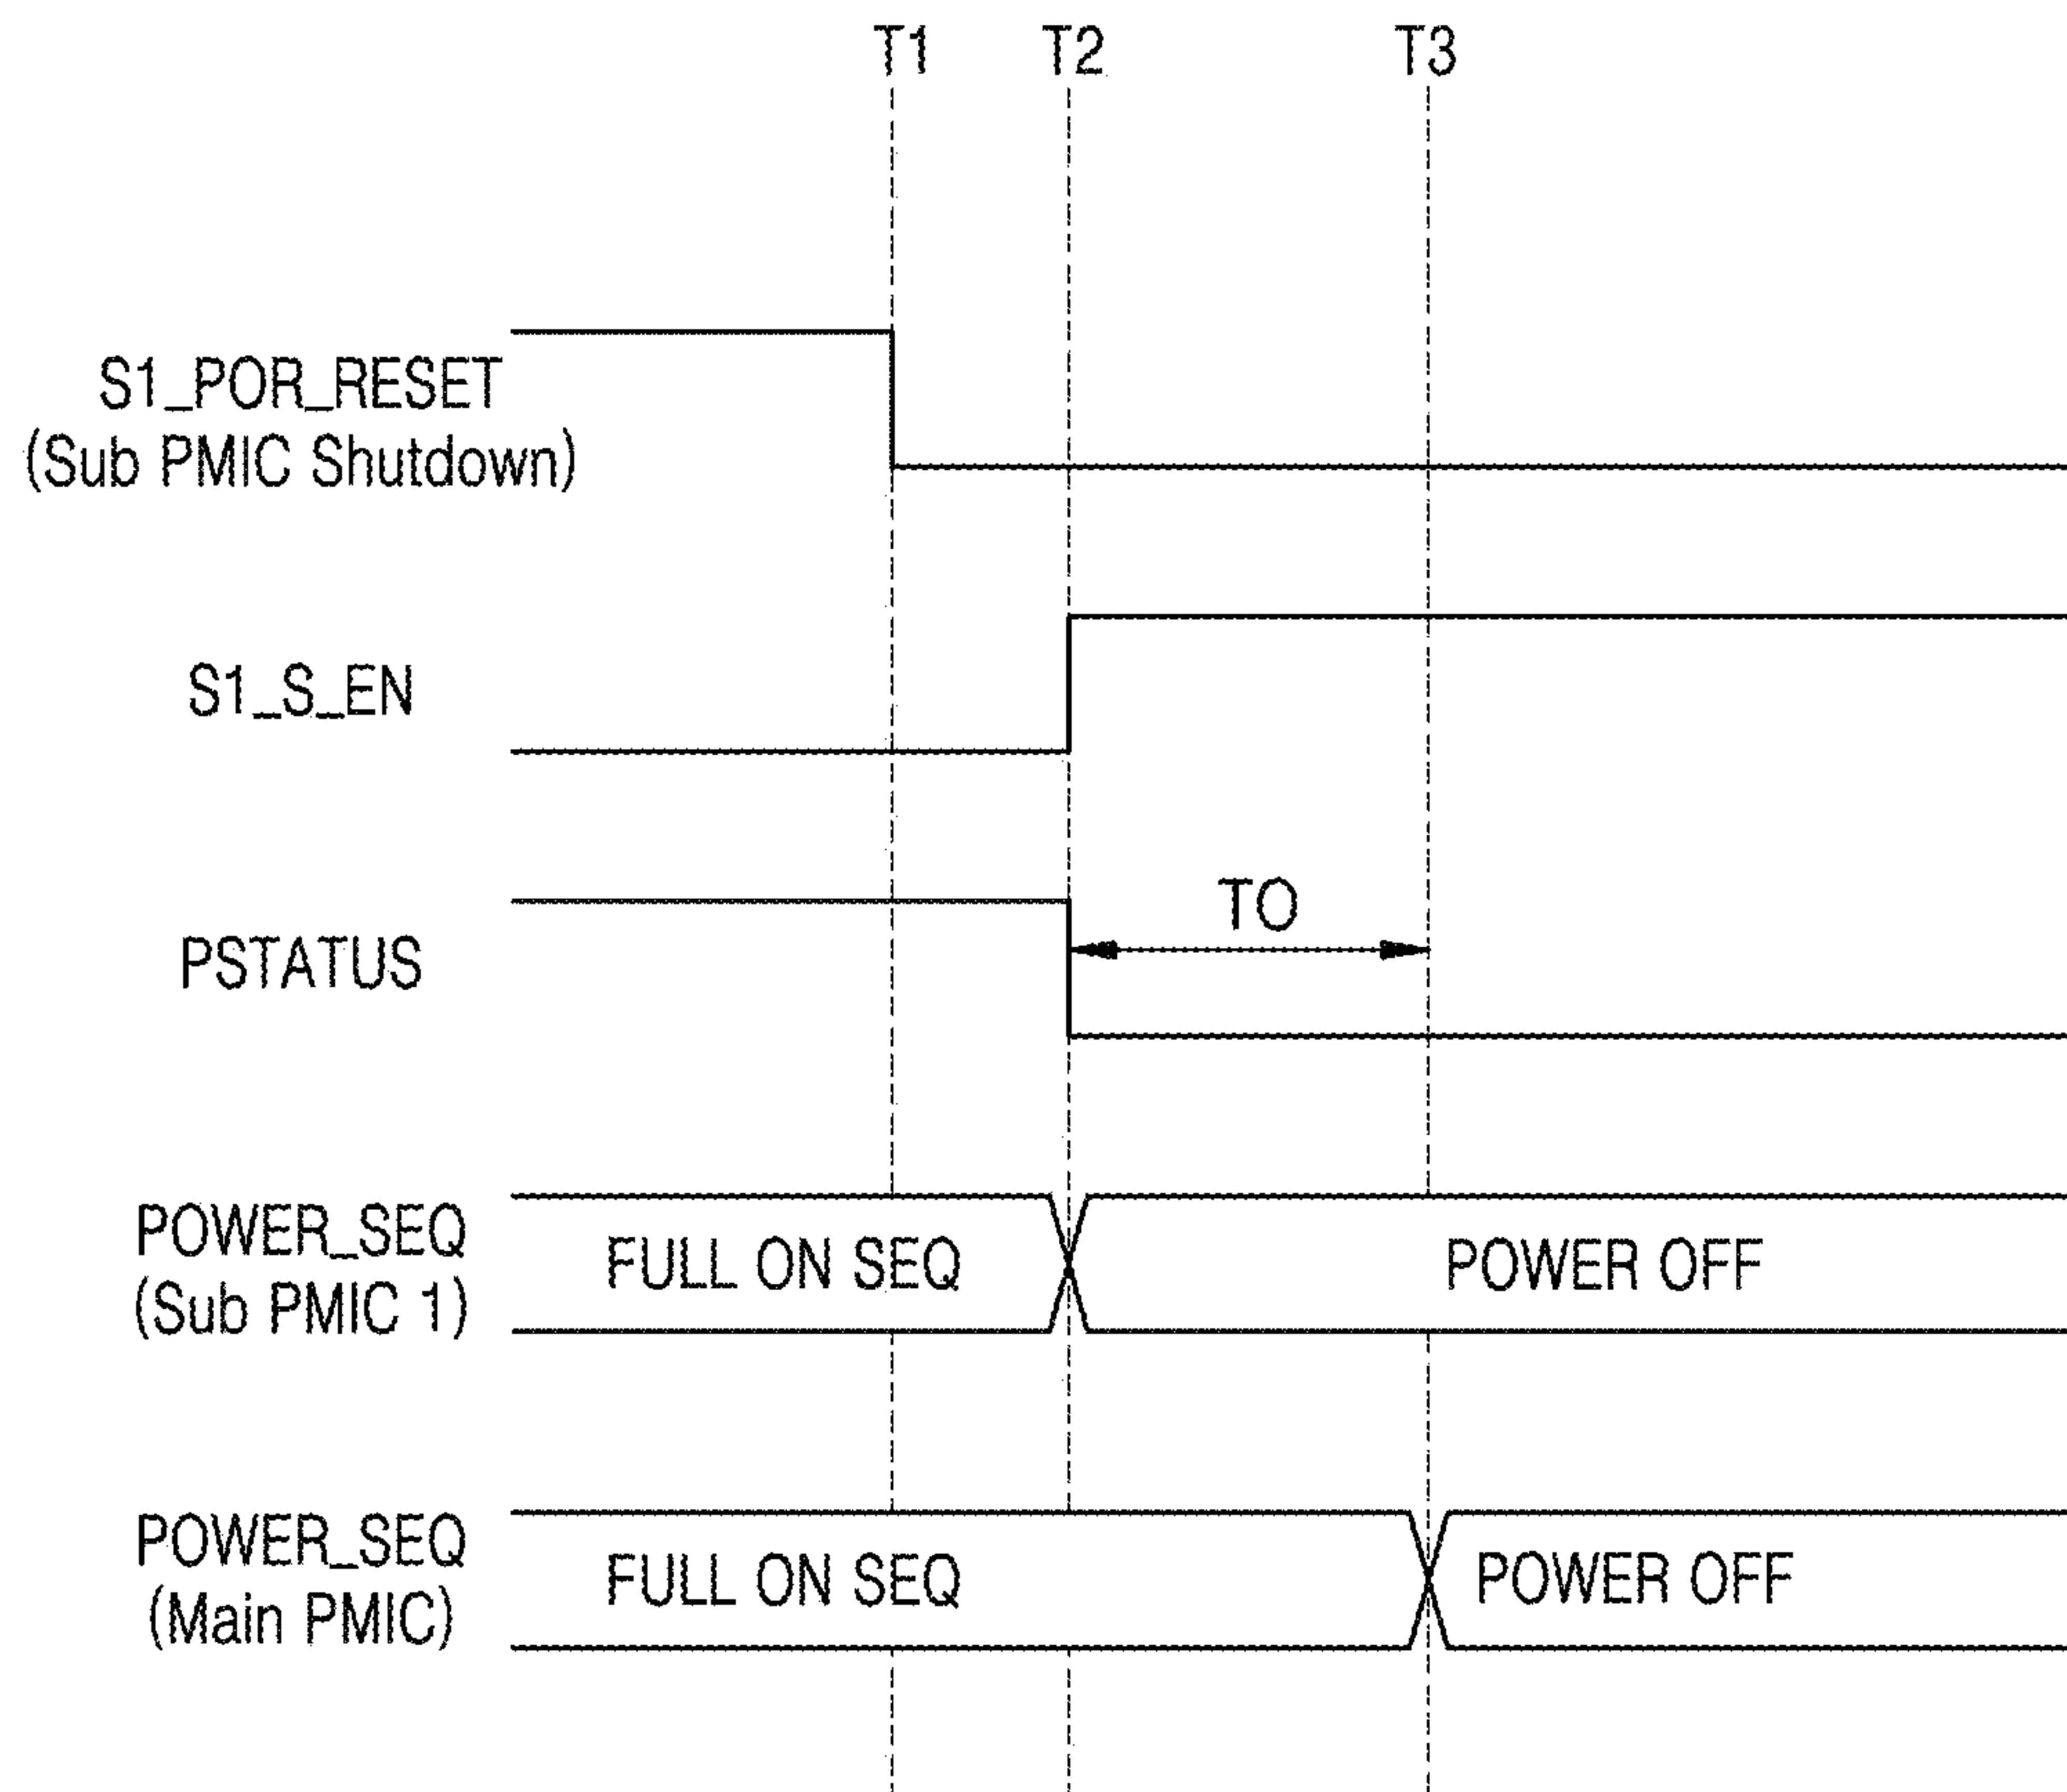 T1 T2 T3
S1_POR_RESET
(Sub PMIC Shutdown)
S1_S_EN
TO
PSTATUS
POWER_SEQ
(Sub PMIC 1)
FULL ON SEQ
POWER OFF
POWER_SEQ
(Main PMIC)
FULL ON SEQ
POWER OFF